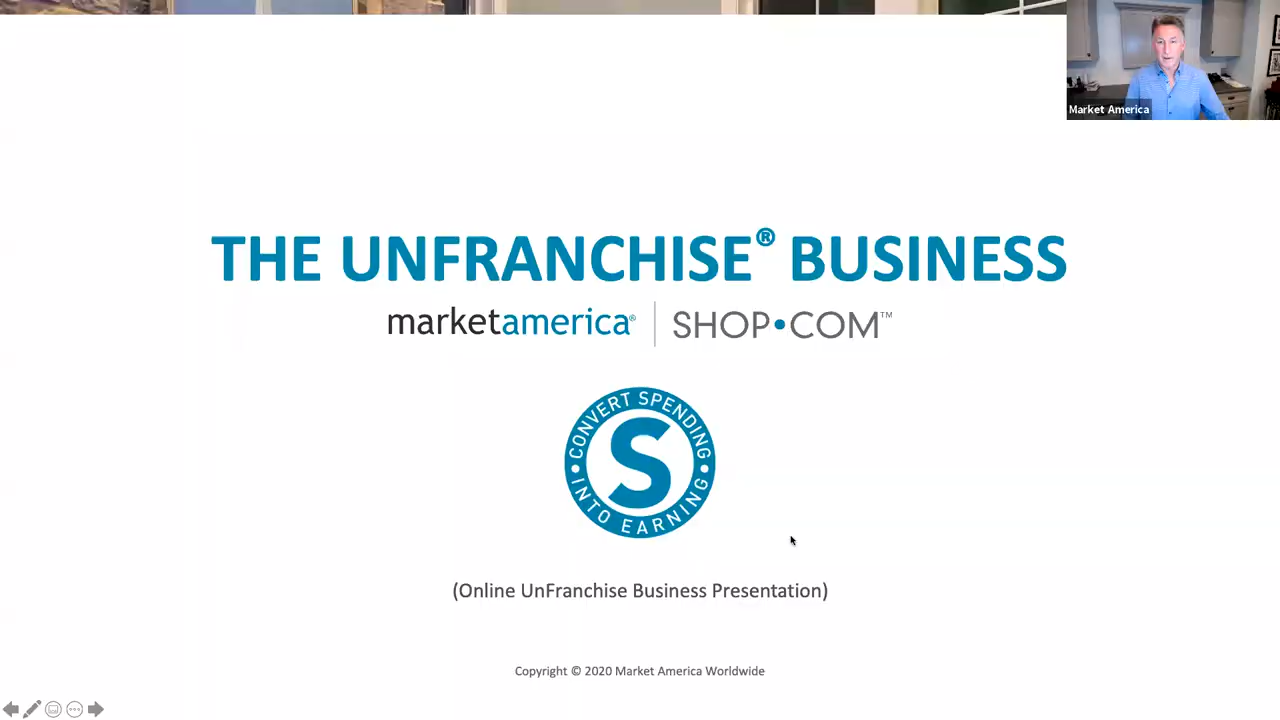 Market America
THE UNFRANCHISE® BUSINESS
marketamerica® | SHOP•COM™
CONVERT SPENDING
S
• INTO EARNING •
(Online UnFranchise Business Presentation)
Copyright © 2020 Market America Worldwide